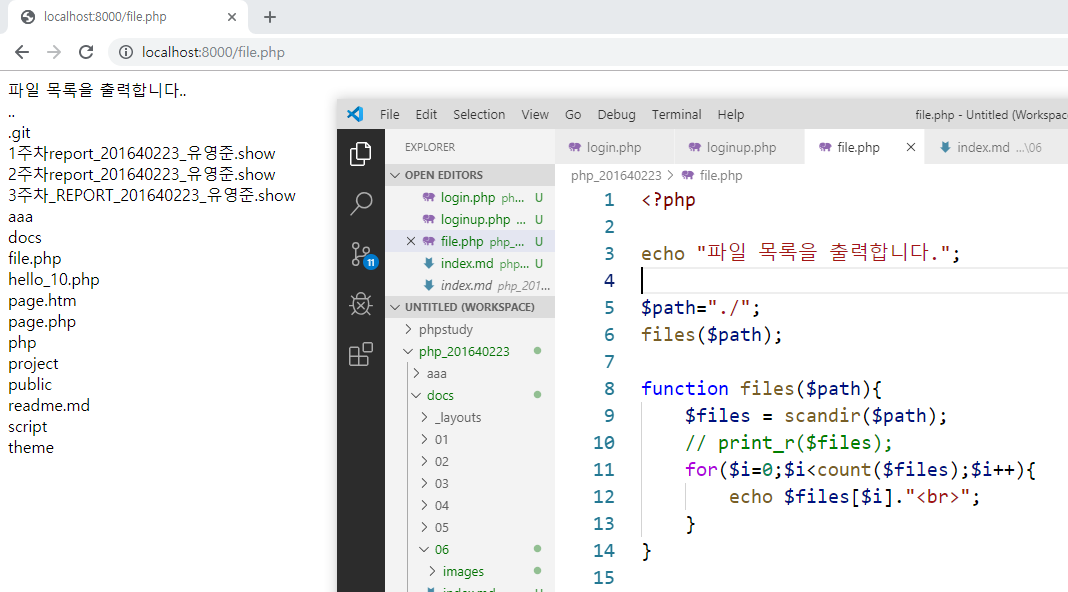 localhost:8000/file.php
localhost:8000/file.php
파일 목록을 출력합니다..
..
.git
1주차report_201640223_유영준.show
2주차report_201640223_유영준.show
3주차_REPORT_201640223_유영준.show
aaa
docs
file.php
hello_10.php
page.htm
page.php
php
project
public
readme.md
script
theme
File Edit Selection View Go Debug Terminal Help file.php - Untitled (Workspac
EXPLORER
OPEN EDITORS
login.php ph... U
loginup.php ... U
file.php php_... U
index.md php... U
index.md php_201...
UNTITLED (WORKSPACE)
phpstudy
php_201640223
aaa
docs
_layouts
01
02
03
04
05
06
images
index.md U
11
login.php loginup.php file.php index.md ...\06
php_201640223 > file.php
1 <?php
2
3 echo "파일 목록을 출력합니다.";
4
5 $path="./";
6 files($path);
7
8 function files($path){
9 $files = scandir($path);
10 // print_r($files);
11 for($i=0;$i<count($files);$i++){
12 echo $files[$i]."<br>";
13 }
14 }
15